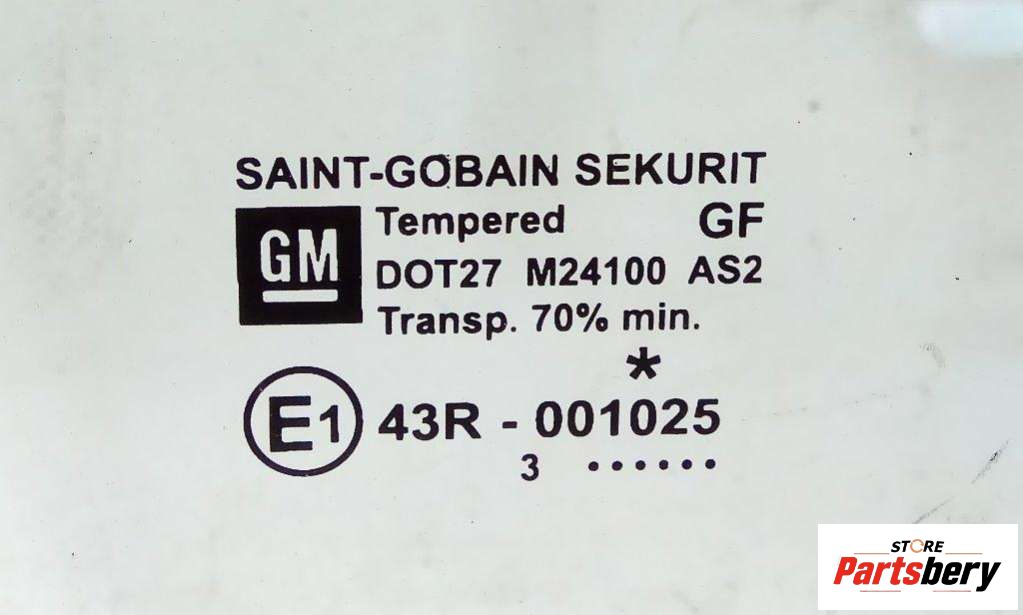 SAINT-GOBAIN SEKURIT
GM
Tempered GF
DOT27 M24100 AS2
Transp. 70% min.
*
E1 43R - 001025
3 ......
STORE
Partsbery